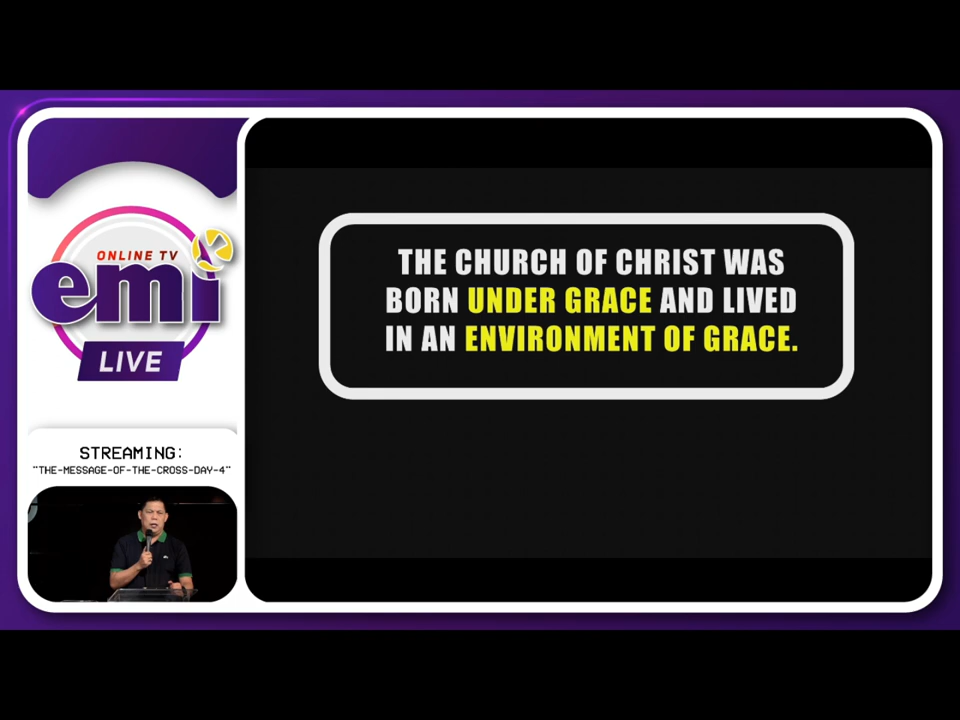 ONLINE TV
emi
LIVE
STREAMING:
"THE-MESSAGE-OF-THE-CROSS-DAY-4"
THE CHURCH OF CHRIST WAS
BORN UNDER GRACE AND LIVED
IN AN ENVIRONMENT OF GRACE.